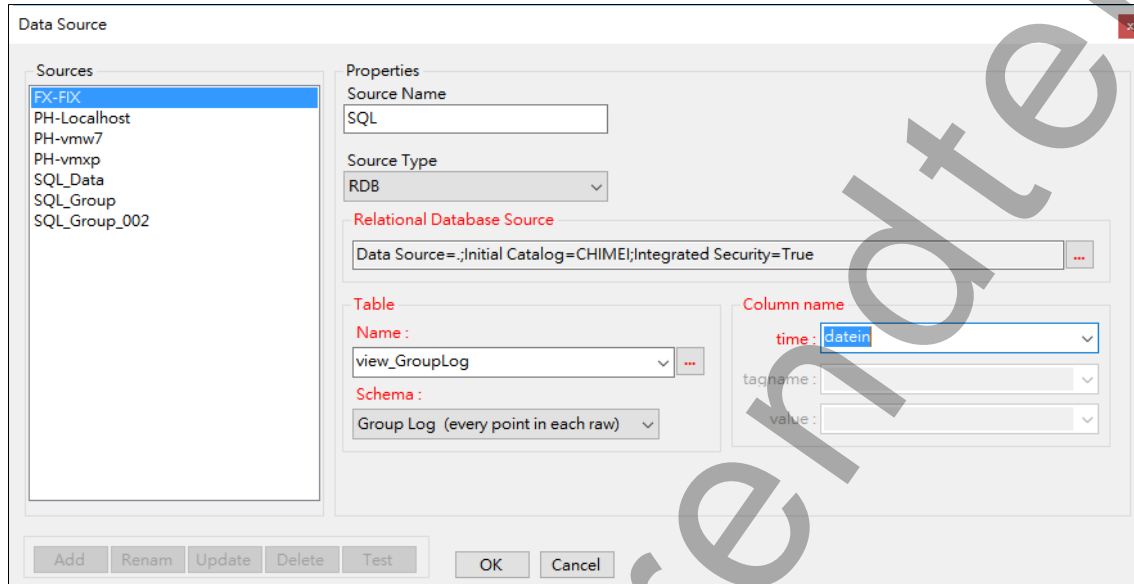 Data Source
x
Sources
FX-FIX
PH-Localhost
PH-vmw7
PH-vmxp
SQL_Data
SQL_Group
SQL_Group_002
Properties
Source Name
SQL
Source Type
RDB
Relational Database Source
Data Source=.;Initial Catalog=CHIMEI;Integrated Security=True
...
Table
Name :
view_GroupLog
...
Schema :
Group Log (every point in each raw)
Column name
time : datein
tagname :
value :
Add Renam Update Delete Test
OK Cancel